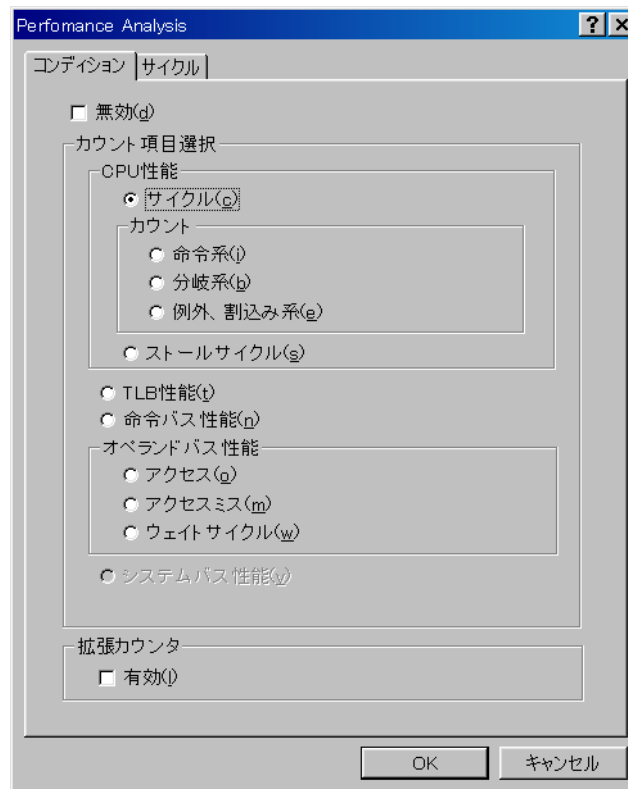 Perfomance Analysis
コンディション サイクル
無効(d)
カウント項目選択
CPU性能
サイクル(c)
カウント
命令系(i)
分岐系(b)
例外、割込み系(e)
ストールサイクル(s)
TLB性能(t)
命令バス性能(n)
オペランドバス性能
アクセス(o)
アクセスミス(m)
ウェイトサイクル(w)
システムバス性能(v)
拡張カウンタ
有効(l)
OK キャンセル